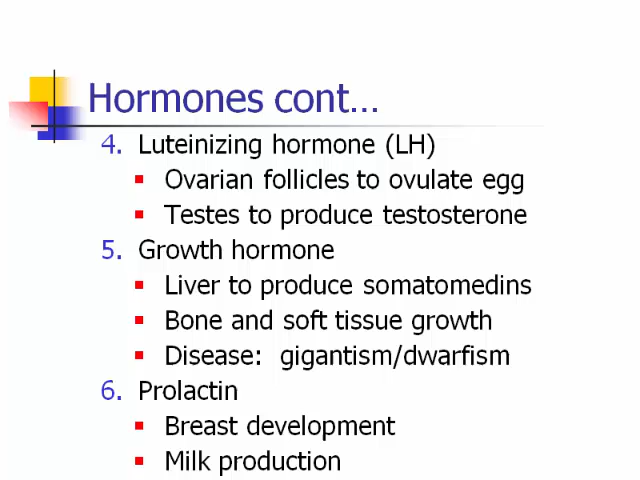 Hormones cont...
4. Luteinizing hormone (LH)
▪ Ovarian follicles to ovulate egg
▪ Testes to produce testosterone
5. Growth hormone
▪ Liver to produce somatomedins
▪ Bone and soft tissue growth
▪ Disease: gigantism/dwarfism
6. Prolactin
▪ Breast development
▪ Milk production